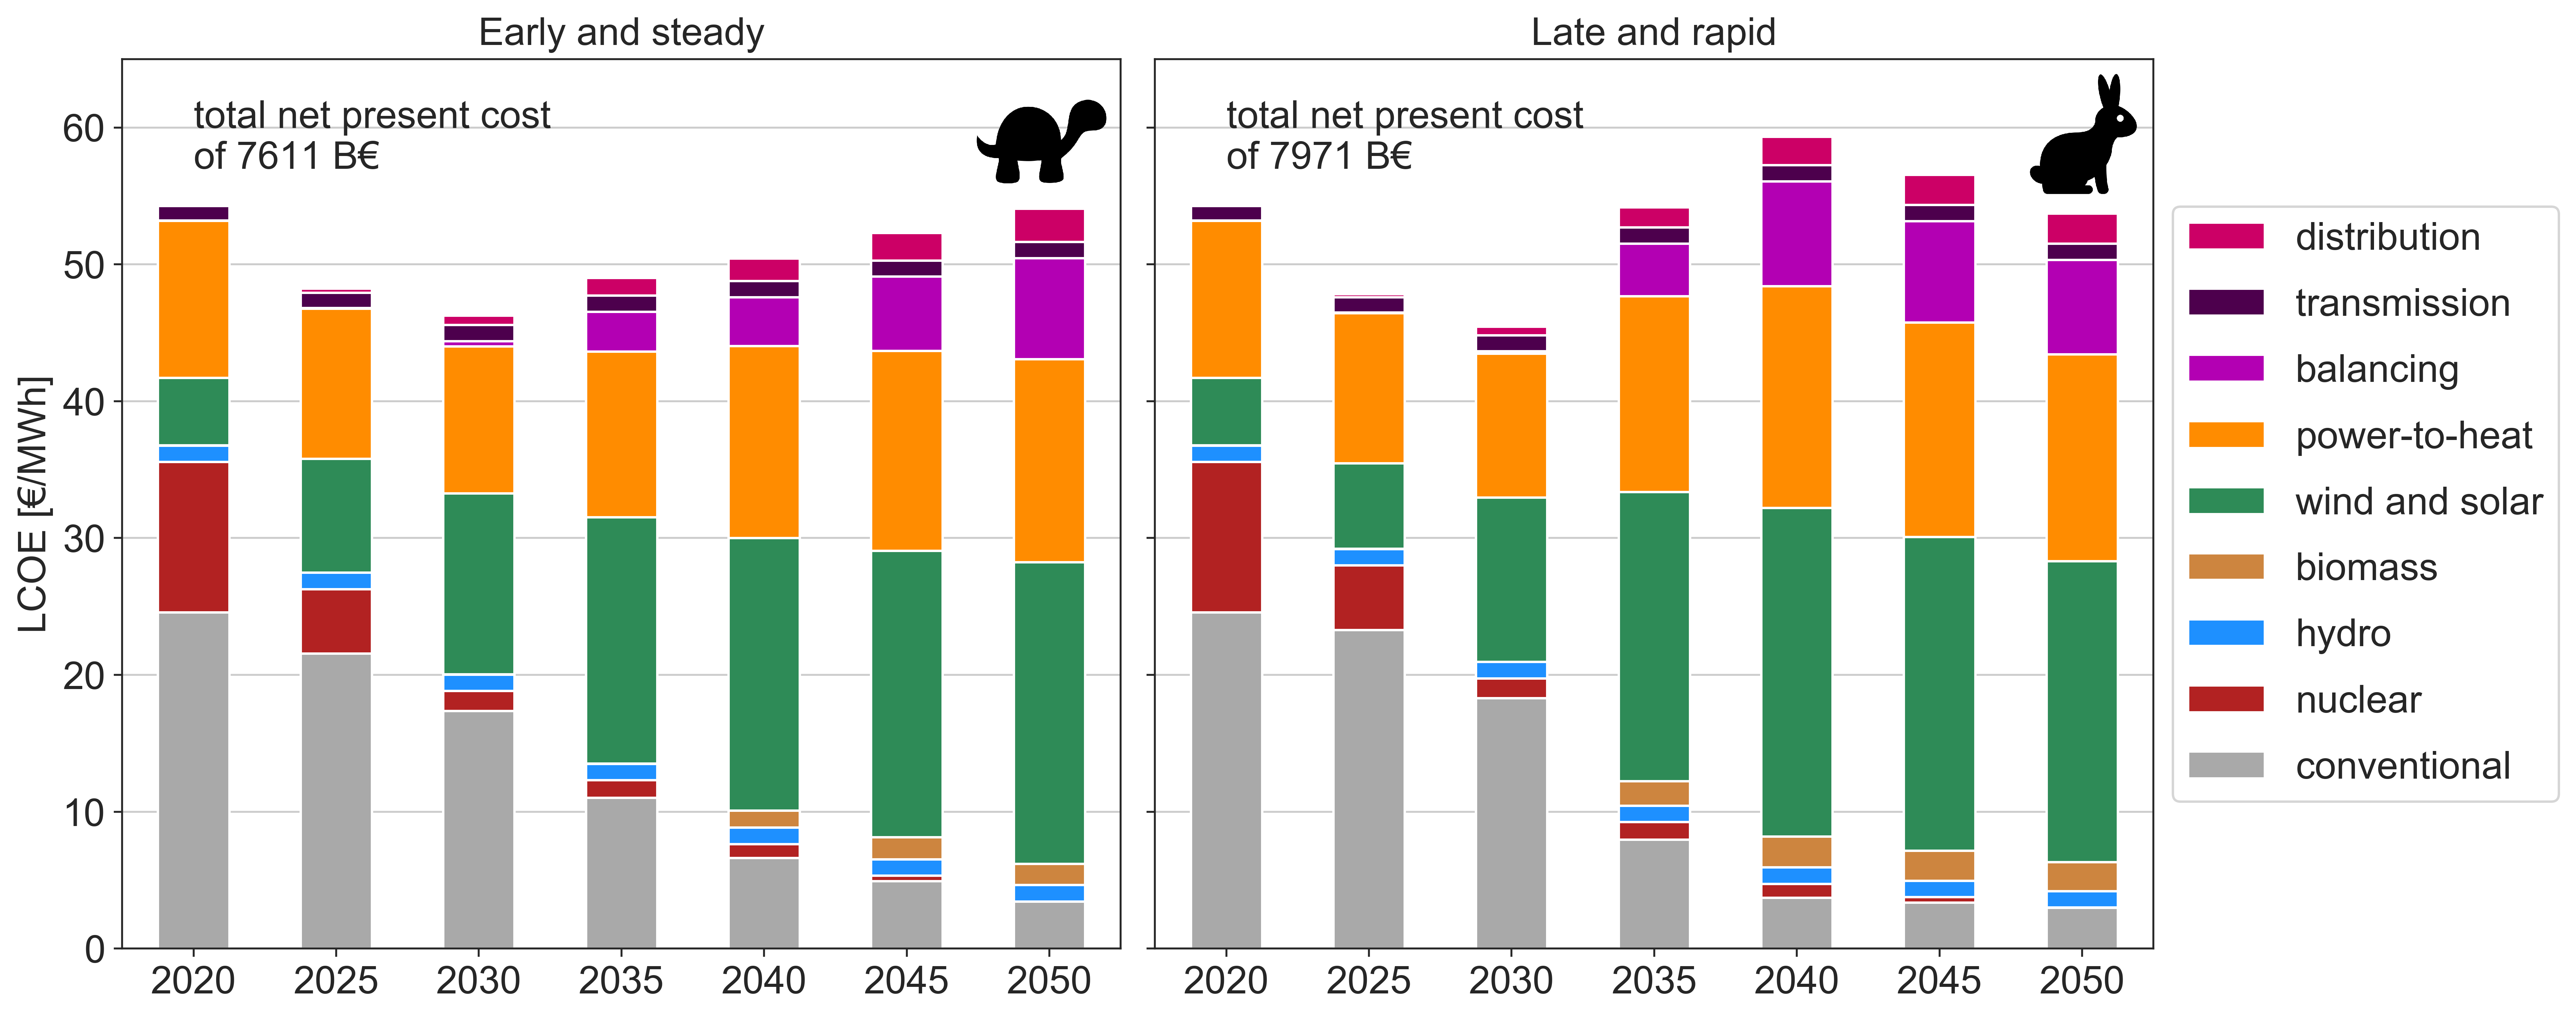 Early and steady
Late and rapid
total net present cost
of 7611 B€
total net present cost
of 7971 B€
LCOE [€/MWh]
60
50
40
30
20
10
0
2020 2025 2030 2035 2040 2045 2050
2020 2025 2030 2035 2040 2045 2050
distribution
transmission
balancing
power-to-heat
wind and solar
biomass
hydro
nuclear
conventional